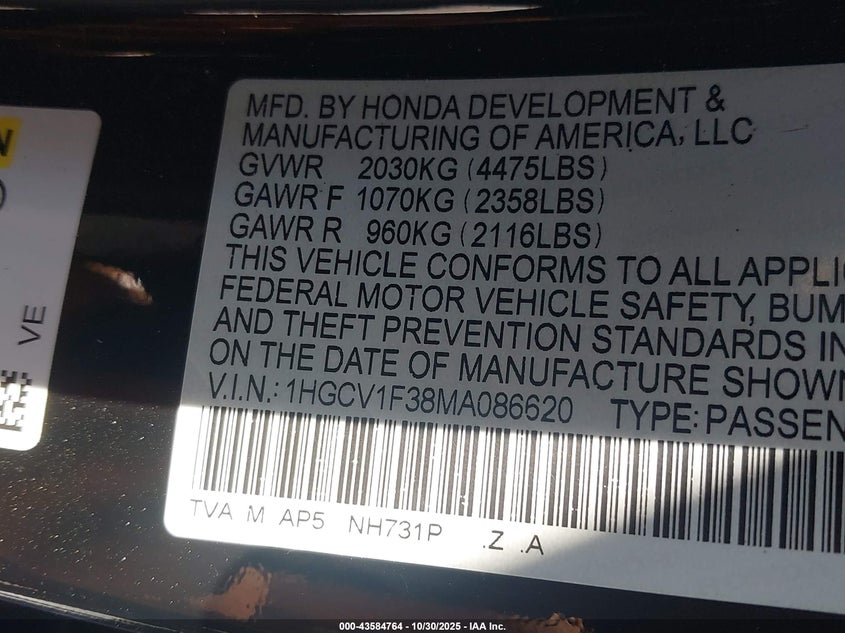 N
VE
MFD. BY HONDA DEVELOPMENT &
MANUFACTURING OF AMERICA, LLC
GVWR 2030KG (4475LBS)
GAWR F 1070KG (2358LBS)
GAWR R 960KG (2116LBS)
THIS VEHICLE CONFORMS TO ALL APPLIC
FEDERAL MOTOR VEHICLE SAFETY, BUM
AND THEFT PREVENTION STANDARDS IN
ON THE DATE OF MANUFACTURE SHOWN
V.I.N.: 1HGCV1F38MA086620 TYPE: PASSEN
TVA M AP5 NH731P .Z .A
000-43584764 - 10/30/2025 - IAA Inc.